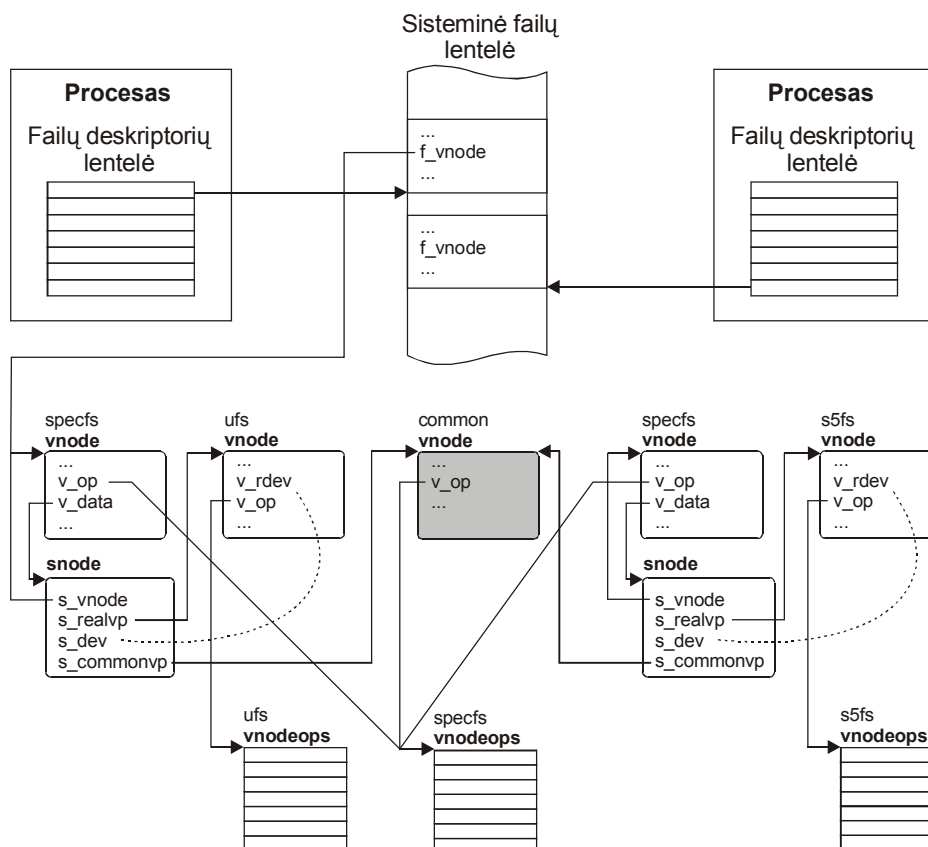 Sisteminė failų
lentelė
Procesas
Failų deskriptorių
lentelė
...
f_vnode
...
...
f_vnode
...
Procesas
Failų deskriptorių
lentelė
specfs
vnode
...
v_op
v_data
...
snode
s_vnode
s_realvp
s_dev
s_commonvp
ufs
vnode
...
v_rdev
v_op
...
common
vnode
...
v_op
...
specfs
vnode
...
v_op
v_data
...
snode
s_vnode
s_realvp
s_dev
s_commonvp
s5fs
vnode
...
v_rdev
v_op
...
ufs
vnodeops
specfs
vnodeops
s5fs
vnodeops